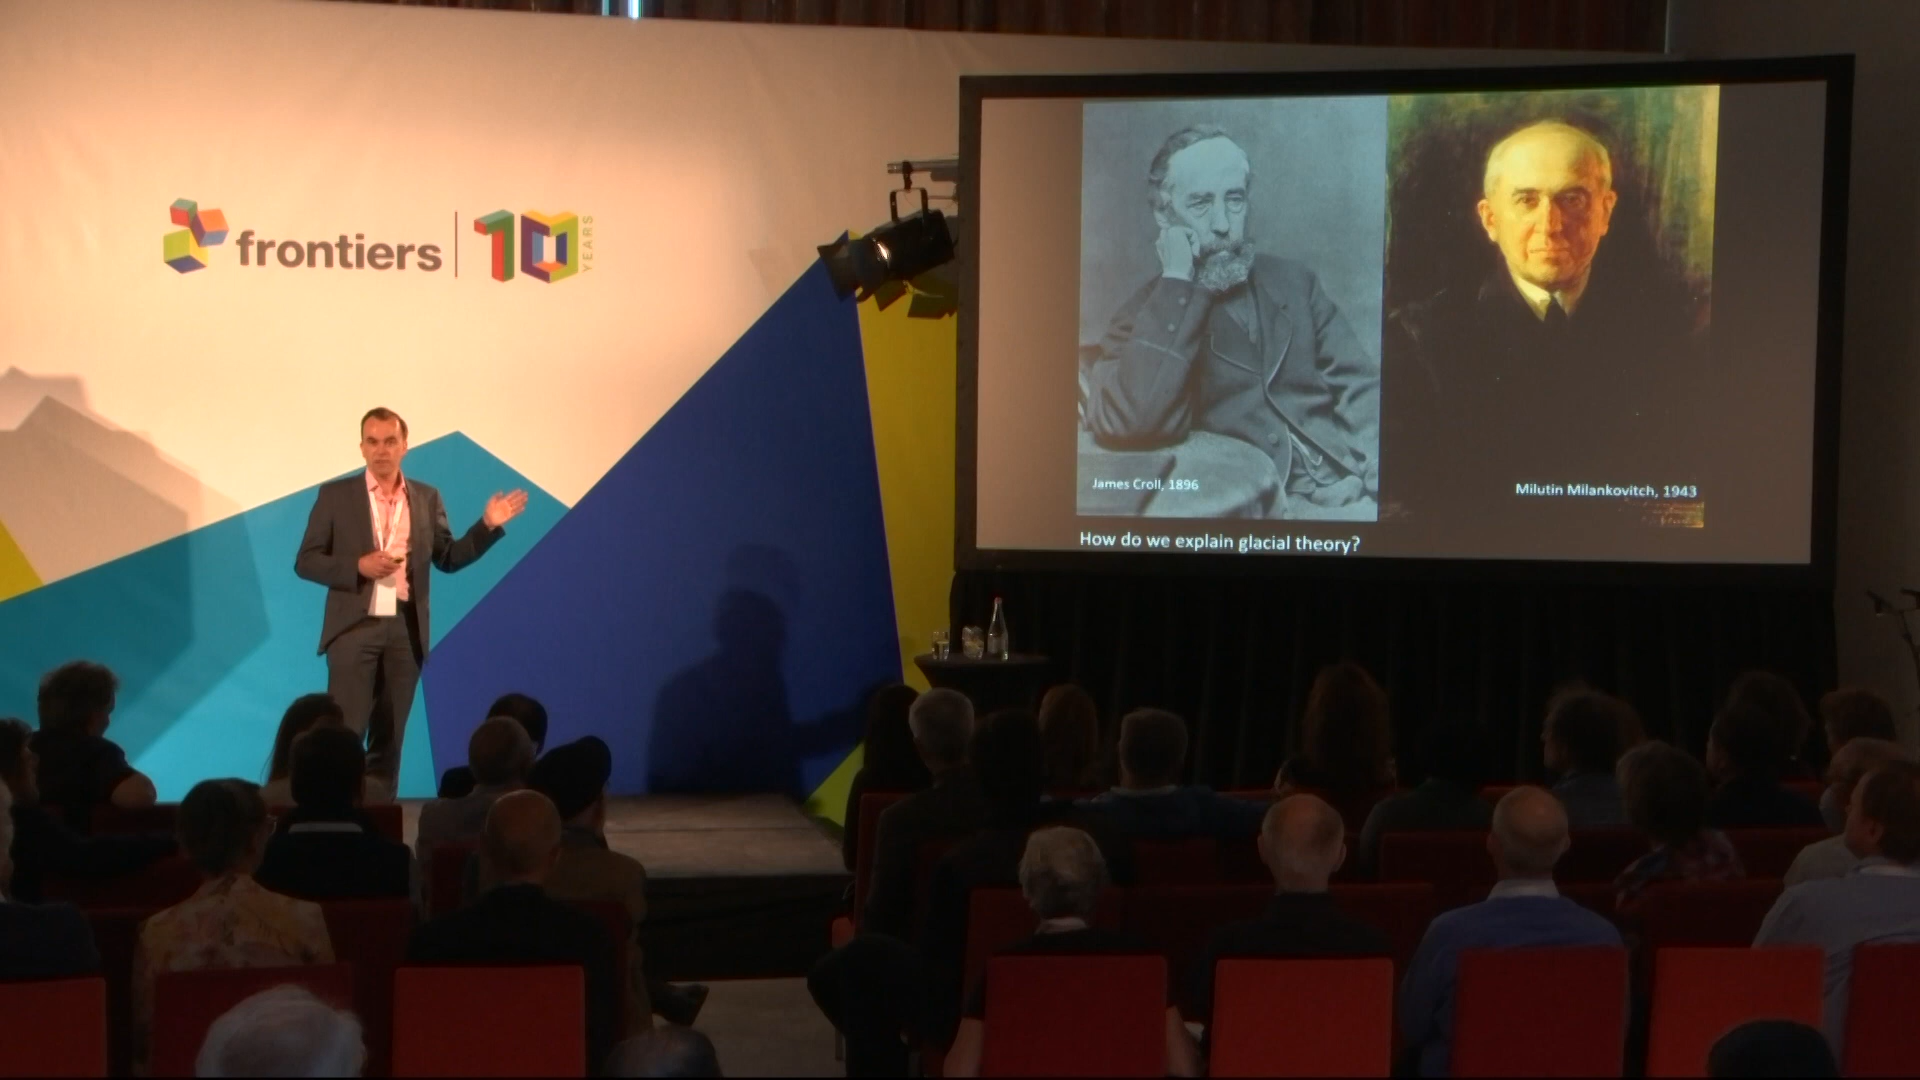 frontiers
10
YEARS
James Croll, 1896
Milutin Milankovitch, 1943
How do we explain glacial theory?